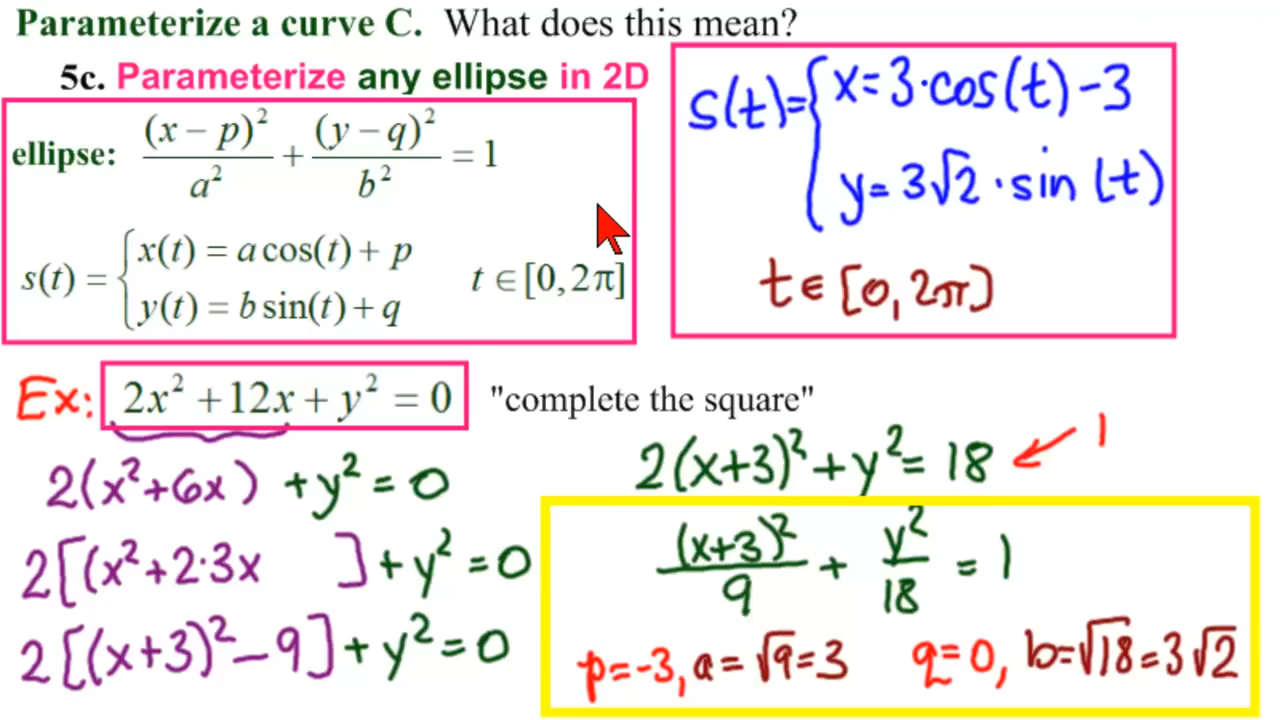 Parameterize a curve C. What does this mean?
5c. Parameterize any ellipse in 2D
ellipse: (x − p)²/a² + (y − q)²/b² = 1
s(t) = { x(t) = a cos(t) + p
y(t) = b sin(t) + q
t ∈ [0, 2π]
s(t) = { x = 3·cos(t) − 3
y = 3√2 · sin(t)
t ∈ [0, 2π]
Ex: 2x² + 12x + y² = 0 "complete the square"
2(x² + 6x) + y² = 0
2[(x² + 2·3x ] + y² = 0
2[(x+3)² − 9] + y² = 0
2(x+3)² + y² = 18 ← 1
(x+3)²/9 + y²/18 = 1
p = −3, a = √9 = 3 q = 0, b = √18 = 3√2